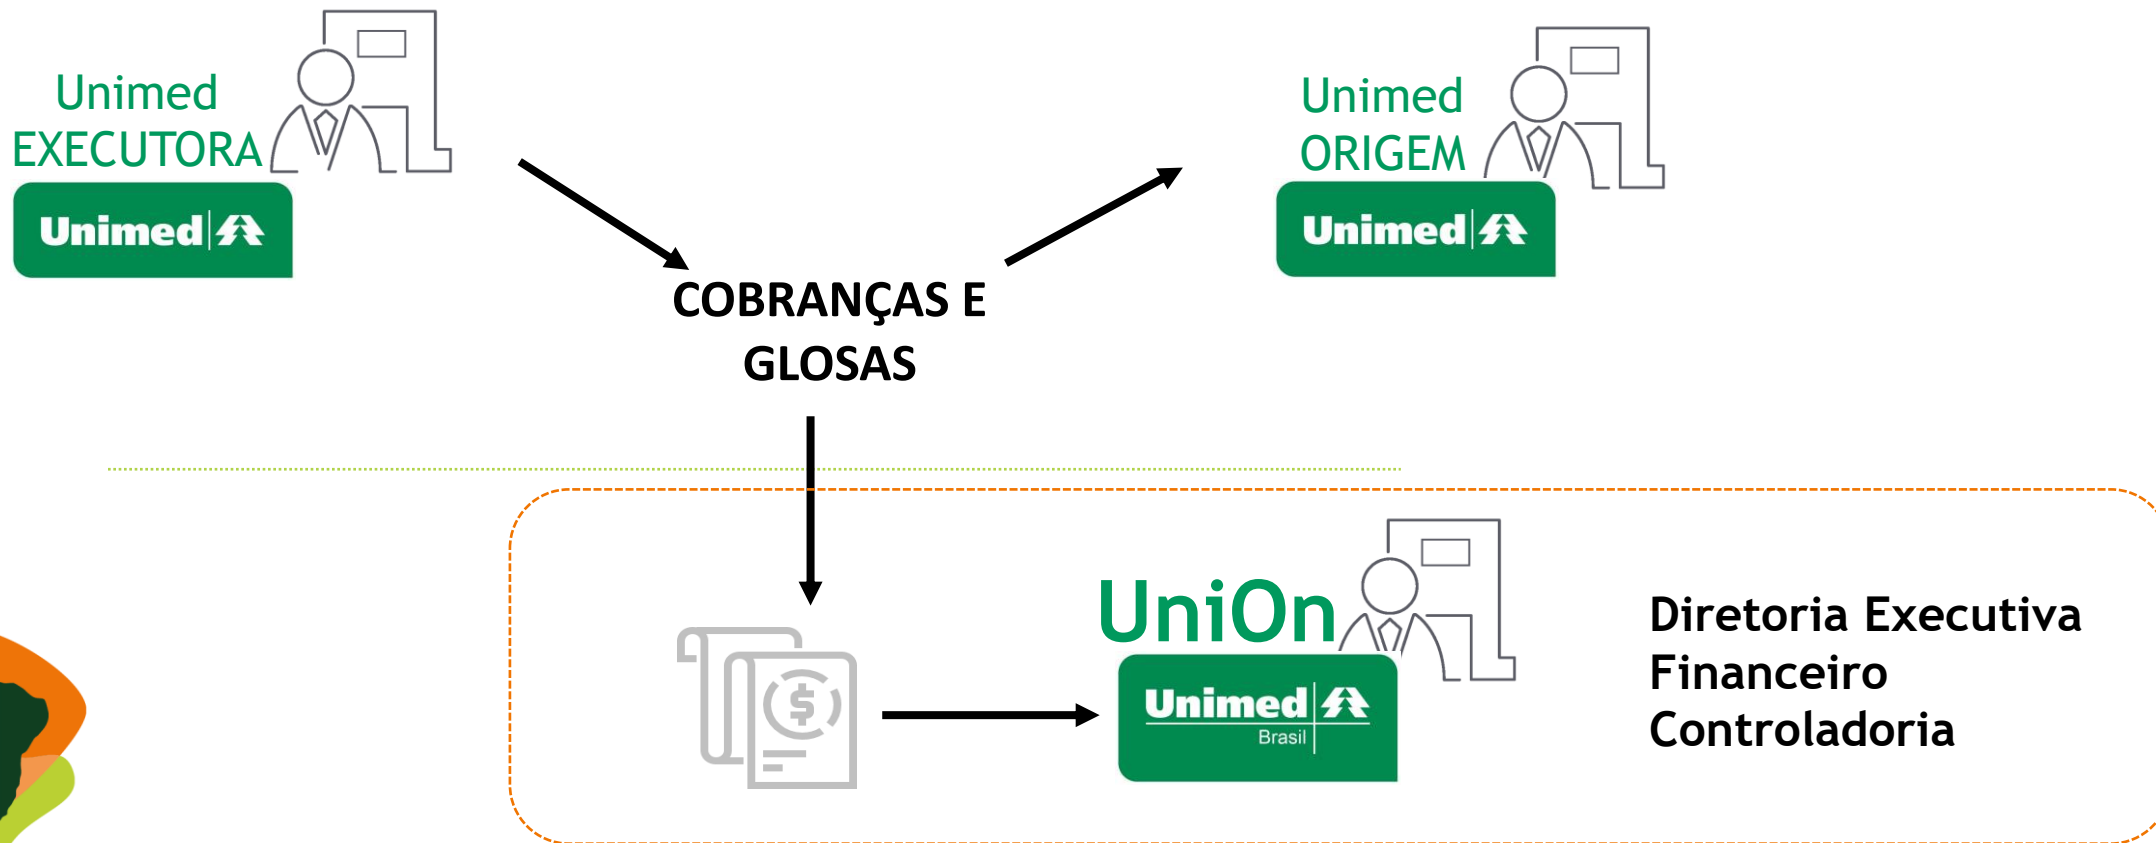 Unimed
EXECUTORA
Unimed
Unimed
ORIGEM
Unimed
COBRANÇAS E
GLOSAS
$
UniOn
Unimed
Brasil
Diretoria Executiva
Financeiro
Controladoria